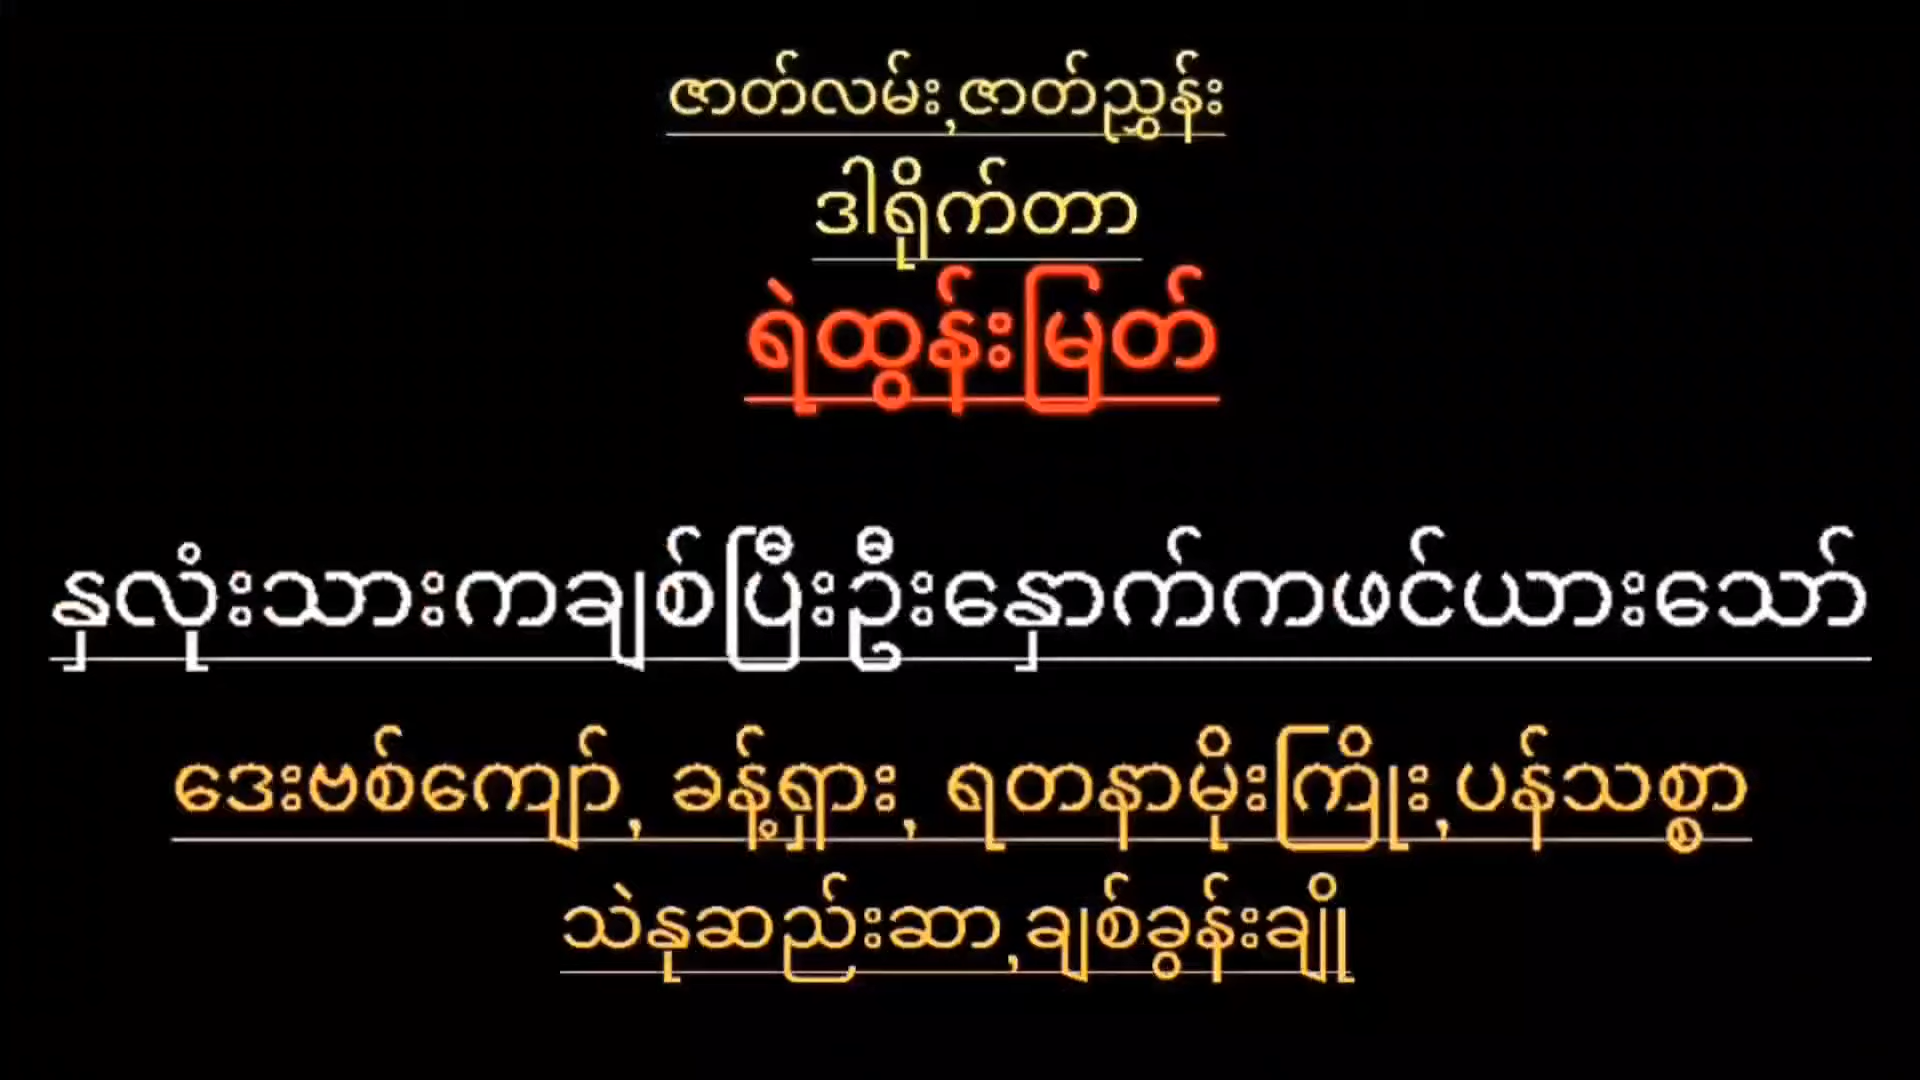 ဇာတ်လမ်း,ဇာတ်ညွှန်း
ဒါရိုက်တာ
ရဲထွန်းမြတ်
နှလုံးသားကချစ်ပြီးဦးနှောက်ကဖင်ယားသော်
ဒေးဗစ်ကျော်, ခန့်ရှား, ရတနာမိုးကြိုး,ပန်သစ္စာ
သဲနုဆည်းဆာ,ချစ်ခွန်းချို